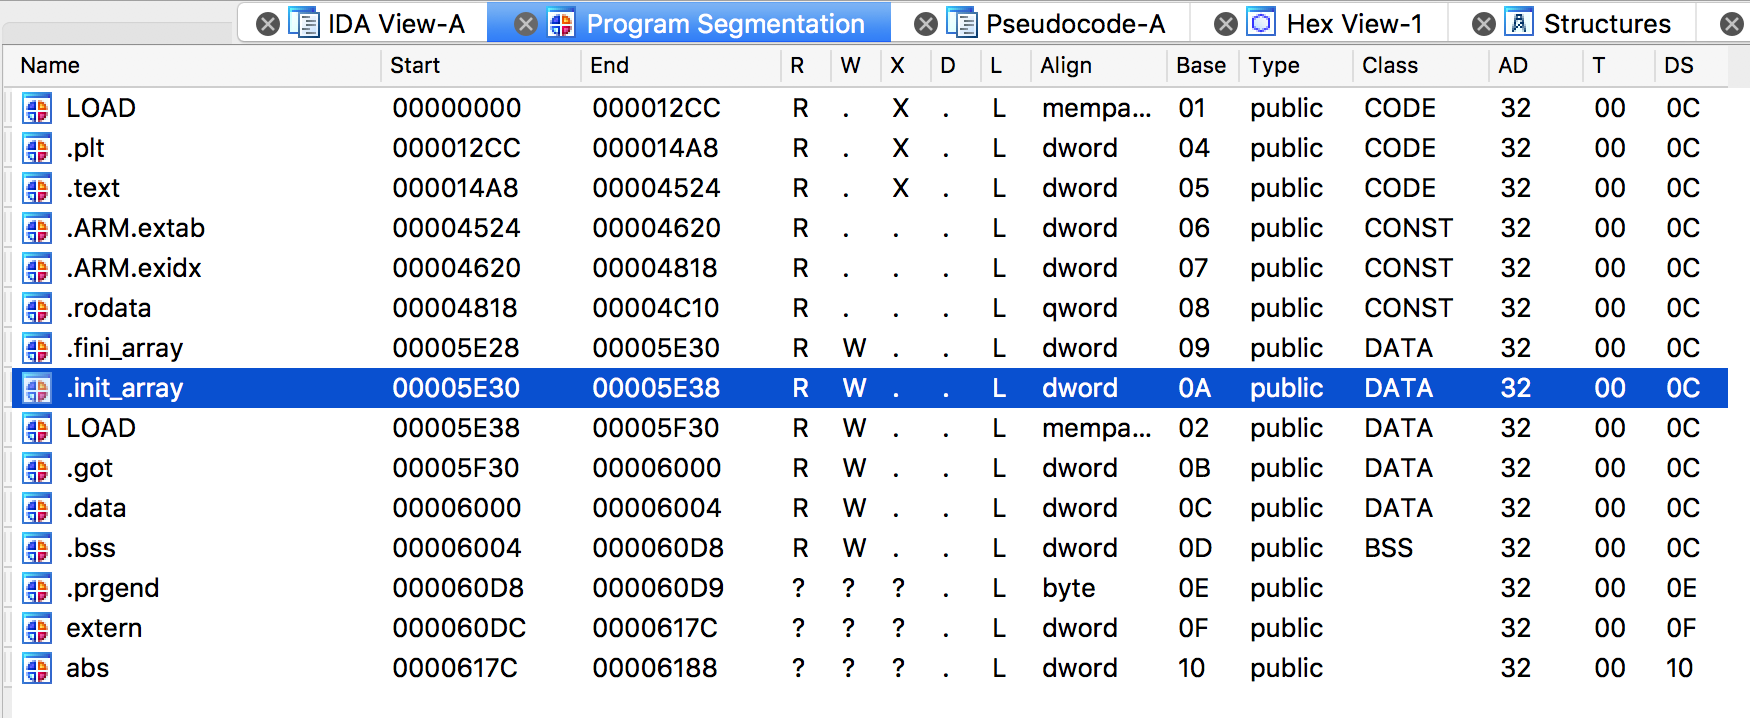 IDA View-A Program Segmentation Pseudocode-A Hex View-1 Structures
Name Start End R W X D L Align Base Type Class AD T DS
LOAD 00000000 000012CC R . X . L mempa... 01 public CODE 32 00 0C
.plt 000012CC 000014A8 R . X . L dword 04 public CODE 32 00 0C
.text 000014A8 00004524 R . X . L dword 05 public CODE 32 00 0C
.ARM.extab 00004524 00004620 R . . . L dword 06 public CONST 32 00 0C
.ARM.exidx 00004620 00004818 R . . . L dword 07 public CONST 32 00 0C
.rodata 00004818 00004C10 R . . . L qword 08 public CONST 32 00 0C
.fini_array 00005E28 00005E30 R W . . L dword 09 public DATA 32 00 0C
.init_array 00005E30 00005E38 R W . . L dword 0A public DATA 32 00 0C
LOAD 00005E38 00005F30 R W . . L mempa... 02 public DATA 32 00 0C
.got 00005F30 00006000 R W . . L dword 0B public DATA 32 00 0C
.data 00006000 00006004 R W . . L dword 0C public DATA 32 00 0C
.bss 00006004 000060D8 R W . . L dword 0D public BSS 32 00 0C
.prgend 000060D8 000060D9 ? ? ? . L byte 0E public 32 00 0E
extern 000060DC 0000617C ? ? ? . L dword 0F public 32 00 0F
abs 0000617C 00006188 ? ? ? . L dword 10 public 32 00 10